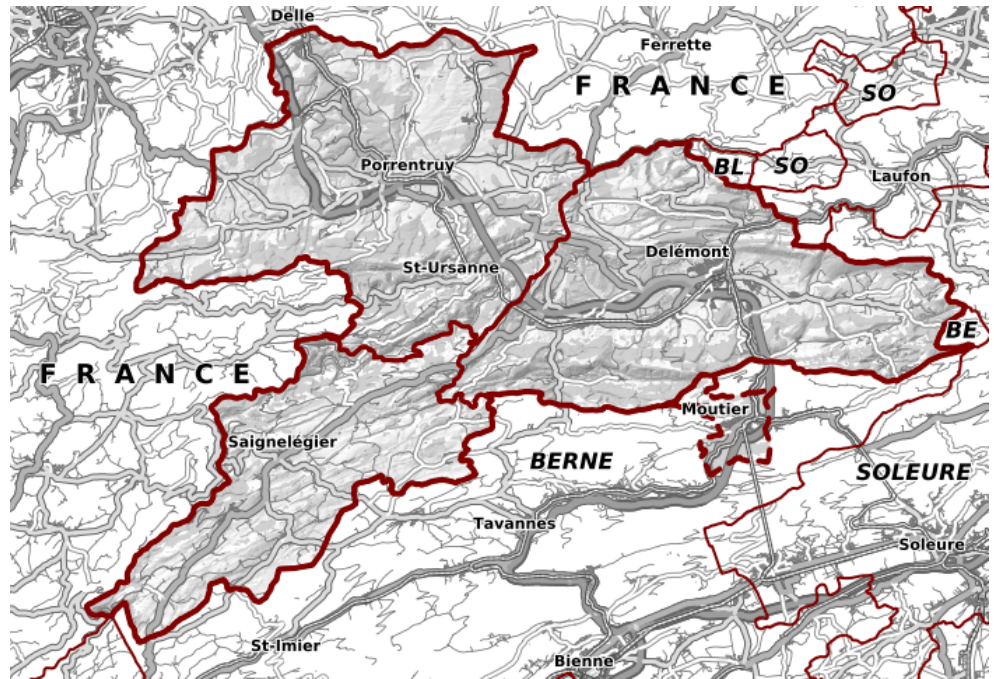 Delle
Ferrette
F R A N C E
SO
Porrentruy
BL
SO
Laufon
Delémont
St-Ursanne
BE
F R A N C E
Moutier
Saignelégier
BERNE
SOLEURE
Tavannes
Soleure
St-Imier
Bienne